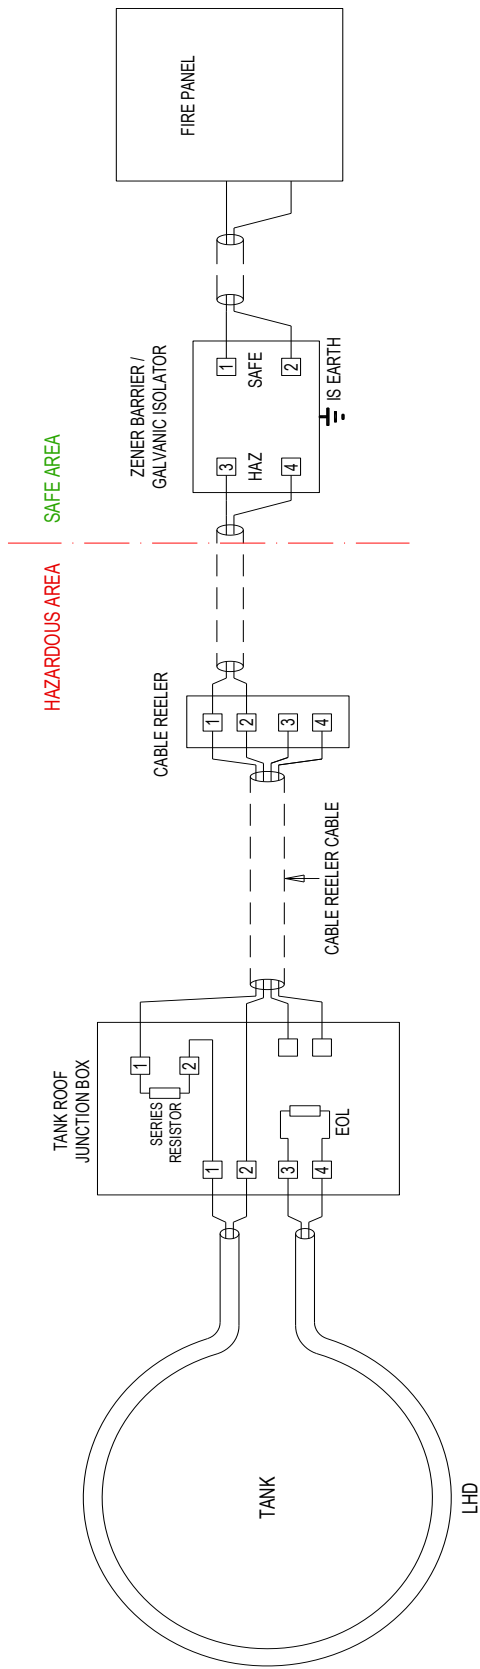 TANK
LHD
TANK ROOF
JUNCTION BOX
1
2
SERIES
RESISTOR
1
2
3
4
EOL
CABLE REELER CABLE
CABLE REELER
1
2
3
4
HAZARDOUS AREA
SAFE AREA
ZENER BARRIER /
GALVANIC ISOLATOR
3
HAZ
4
1
SAFE
2
IS EARTH
FIRE PANEL